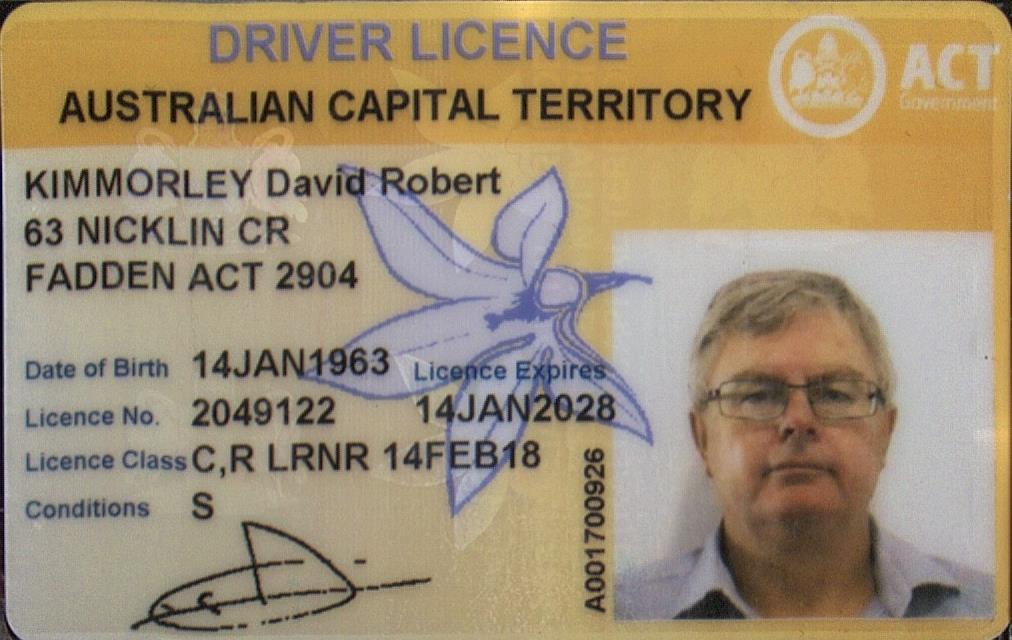 DRIVER LICENCE
ACT
Government
AUSTRALIAN CAPITAL TERRITORY
KIMMORLEY David Robert
63 NICKLIN CR
FADDEN ACT 2904
Date of Birth 14JAN1963 Licence Expires
Licence No. 2049122 14JAN2028
Licence Class C,R LRNR 14FEB18
Conditions S
A001700926